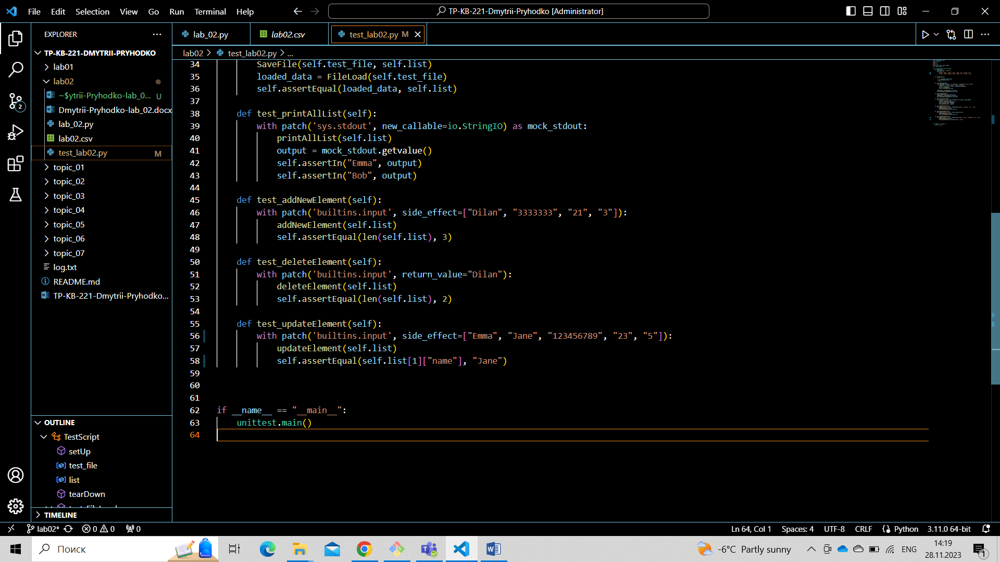 File Edit Selection View Go Run Terminal Help
TP-KB-221-Dmytrii-Pryhodko [Administrator]
EXPLORER
TP-KB-221-DMYTRII-PRYHODKO
lab01
lab02
~$ytrii-Pryhodko-lab_0... U
Dmytrii-Pryhodko-lab_02.docx
lab_02.py
lab02.csv
test_lab02.py M
topic_01
topic_02
topic_03
topic_04
topic_05
topic_06
topic_07
log.txt
README.md
TP-KB-221-Dmytrii-Pryhodko...
OUTLINE
TestScript
setUp
test_file
list
tearDown
TIMELINE
lab_02.py lab02.csv test_lab02.py M
lab02 > test_lab02.py > ...
34 SaveFile(self.test_file, self.list)
35 loaded_data = FileLoad(self.test_file)
36 self.assertEqual(loaded_data, self.list)
37
38 def test_printAllList(self):
39 with patch('sys.stdout', new_callable=io.StringIO) as mock_stdout:
40 printAllList(self.list)
41 output = mock_stdout.getvalue()
42 self.assertIn("Emma", output)
43 self.assertIn("Bob", output)
44
45 def test_addNewElement(self):
46 with patch('builtins.input', side_effect=["Dilan", "3333333", "21", "3"]):
47 addNewElement(self.list)
48 self.assertEqual(len(self.list), 3)
49
50 def test_deleteElement(self):
51 with patch('builtins.input', return_value="Dilan"):
52 deleteElement(self.list)
53 self.assertEqual(len(self.list), 2)
54
55 def test_updateElement(self):
56 with patch('builtins.input', side_effect=["Emma", "Jane", "123456789", "23", "5"]):
57 updateElement(self.list)
58 self.assertEqual(self.list[1]["name"], "Jane")
59
60
61
62 if __name__ == "__main__":
63 unittest.main()
64
lab02* 0 0 0
Ln 64, Col 1 Spaces: 4 UTF-8 CRLF Python 3.11.0 64-bit
Поиск
-6°C Partly sunny
ENG
14:19
28.11.2023
1
2